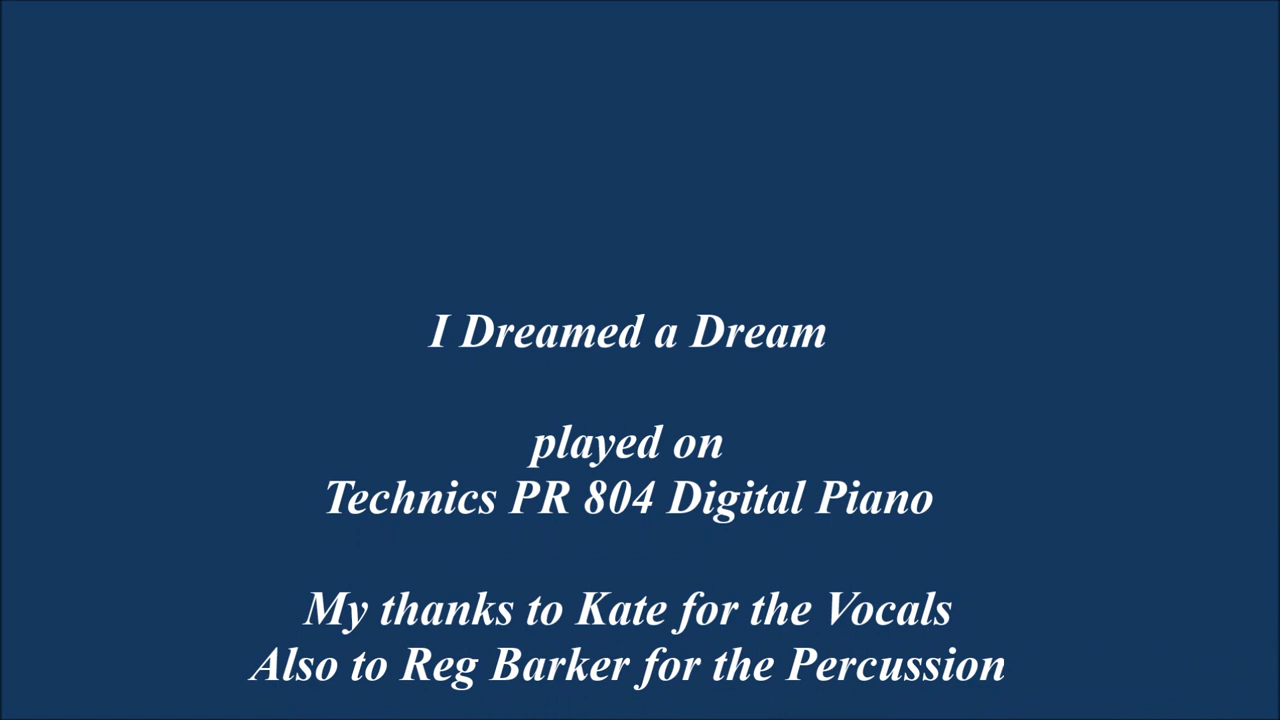 I Dreamed a Dream
played on
Technics PR 804 Digital Piano
My thanks to Kate for the Vocals
Also to Reg Barker for the Percussion